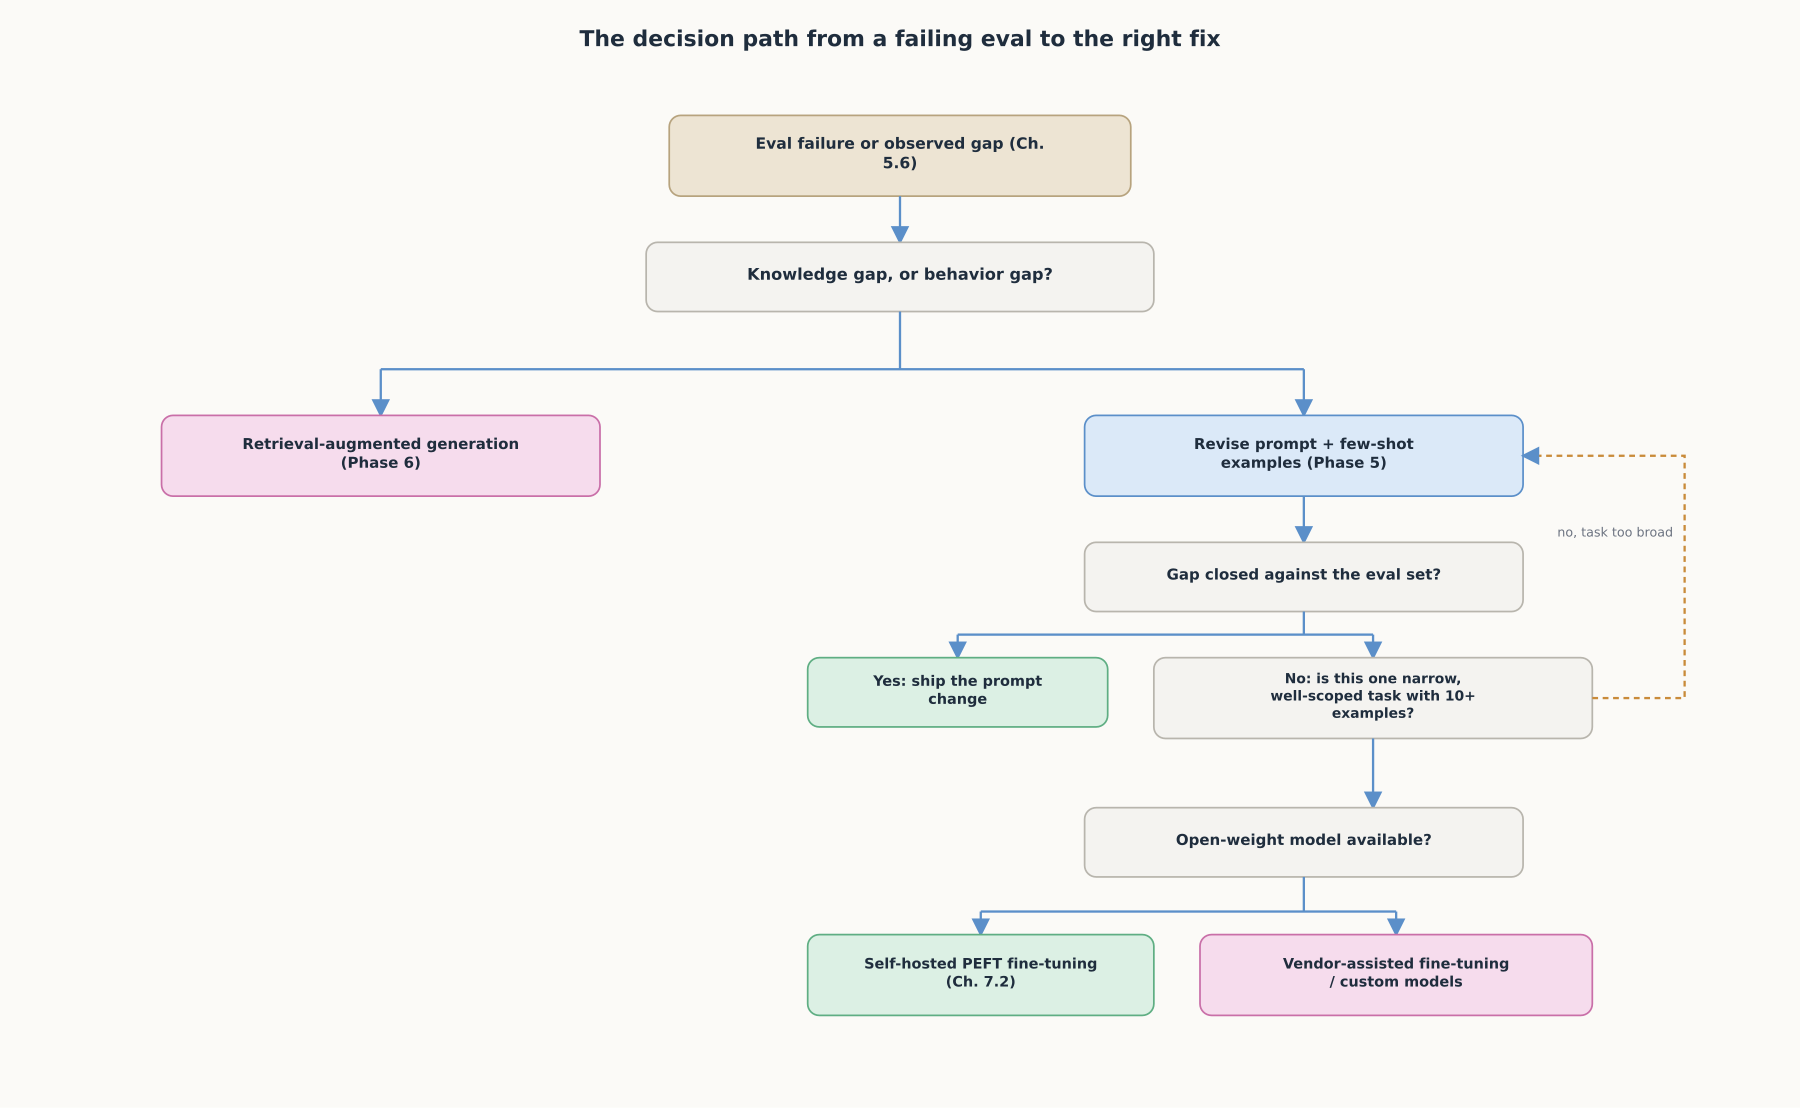 The decision path from a failing eval to the right fix
Eval failure or observed gap (Ch.
5.6)
Knowledge gap, or behavior gap?
Retrieval-augmented generation
(Phase 6)
Revise prompt + few-shot
examples (Phase 5)
no, task too broad
Gap closed against the eval set?
Yes: ship the prompt
change
No: is this one narrow,
well-scoped task with 10+
examples?
Open-weight model available?
Self-hosted PEFT fine-tuning
(Ch. 7.2)
Vendor-assisted fine-tuning
/ custom models